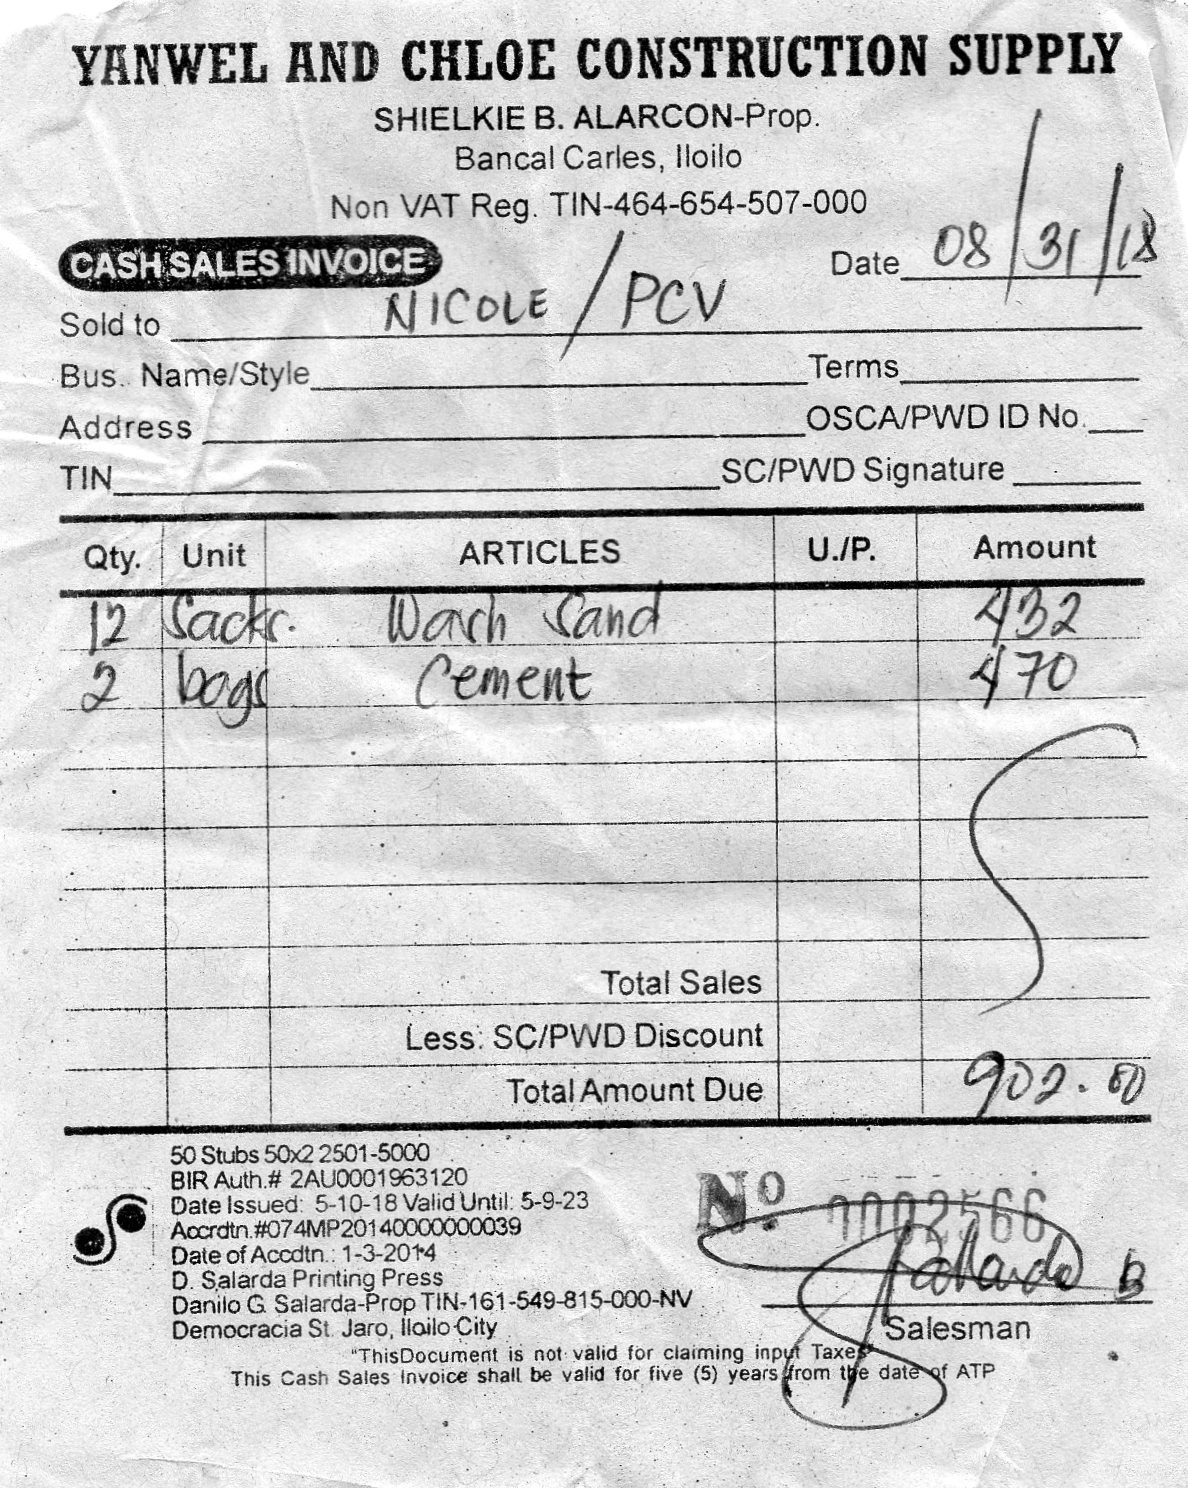 YANWEL AND CHLOE CONSTRUCTION SUPPLY
SHIELKIE B. ALARCON-Prop.
Bancal Carles, Iloilo
Non VAT Reg. TIN-464-654-507-000
CASH SALES INVOICE Date 08/31/18
Sold to NICOLE / PCV
Bus. Name/Style Terms
Address OSCA/PWD ID No.
TIN SC/PWD Signature
Qty. Unit ARTICLES U./P. Amount
12 Sacks. Wash Sand 432
2 bags Cement 470
Total Sales
Less: SC/PWD Discount
Total Amount Due 902.00
50 Stubs 50x2 2501-5000
BIR Auth.# 2AU0001963120
Date Issued: 5-10-18 Valid Until: 5-9-23
Accrdtn.#074MP20140000000039
Date of Accdtn.: 1-3-2014
D. Salarda Printing Press
Danilo G. Salarda-Prop TIN-161-549-815-000-NV
Democracia St. Jaro, Iloilo City
Nº 0002566
Salesman
"This Document is not valid for claiming input Taxes"
This Cash Sales Invoice shall be valid for five (5) years from the date of ATP